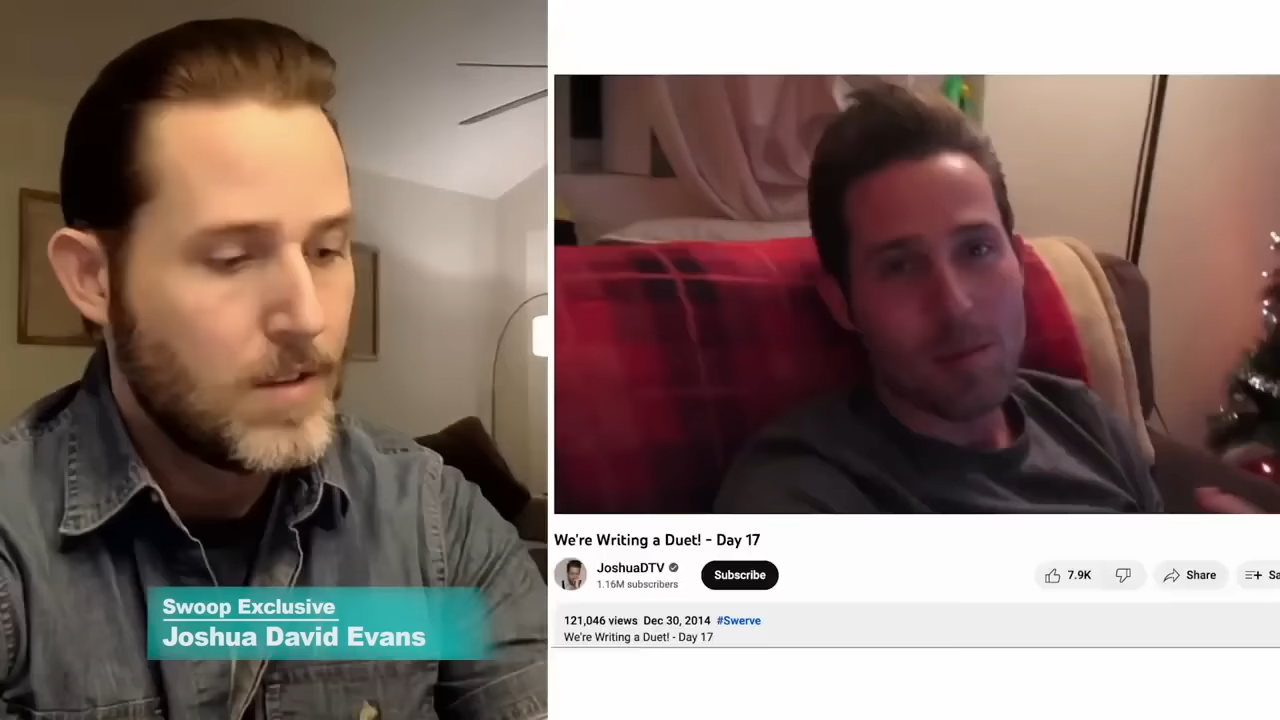 Swoop Exclusive
Joshua David Evans
We're Writing a Duet! - Day 17
JoshuaDTV
1.16M subscribers
Subscribe
7.9K
Share
121,046 views Dec 30, 2014 #Swerve
We're Writing a Duet! - Day 17